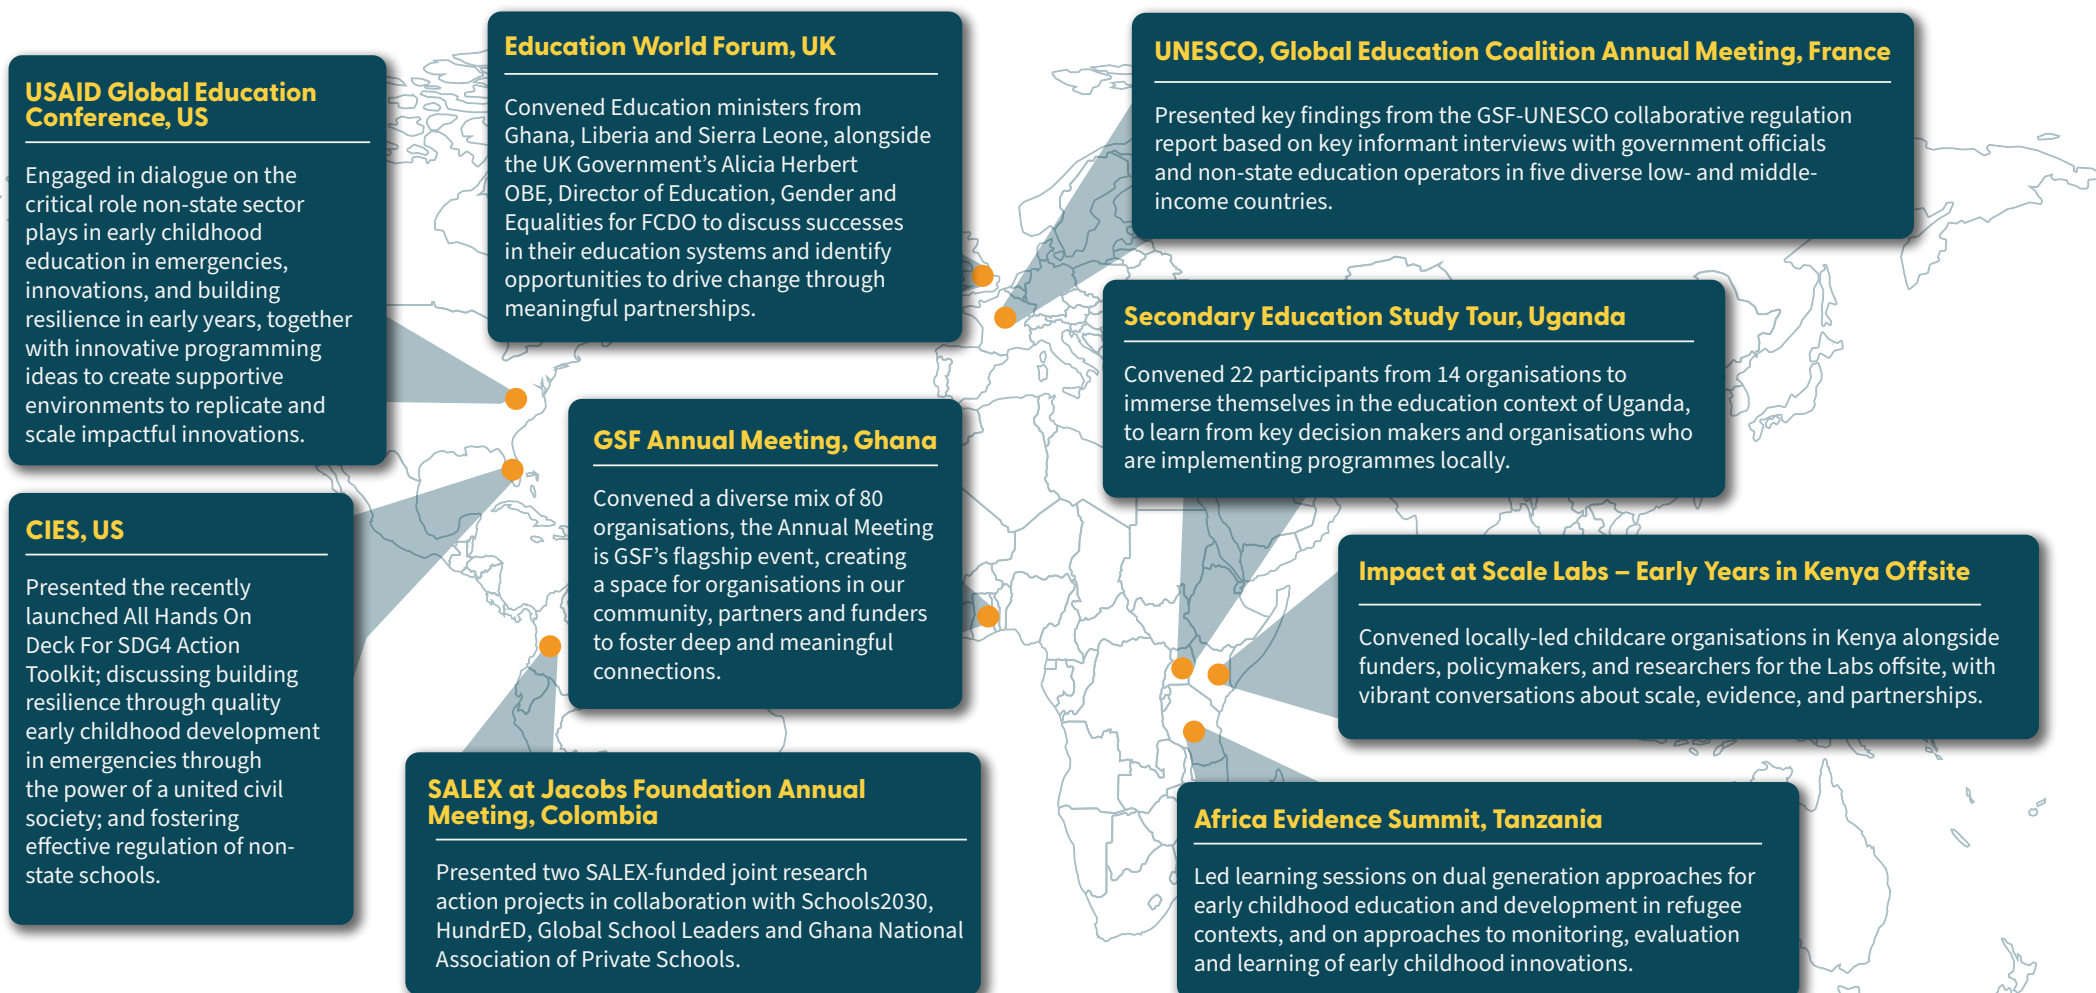 USAID Global Education
Conference, US
Engaged in dialogue on the
critical role non-state sector
plays in early childhood
education in emergencies,
innovations, and building
resilience in early years, together
with innovative programming
ideas to create supportive
environments to replicate and
scale impactful innovations.
Education World Forum, UK
Convened Education ministers from
Ghana, Liberia and Sierra Leone, alongside
the UK Government's Alicia Herbert
OBE, Director of Education, Gender and
Equalities for FCDO to discuss successes
in their education systems and identify
opportunities to drive change through
meaningful partnerships.
UNESCO, Global Education Coalition Annual Meeting, France
Presented key findings from the GSF-UNESCO collaborative regulation
report based on key informant interviews with government officials
and non-state education operators in five diverse low- and middle-
income countries.
Secondary Education Study Tour, Uganda
Convened 22 participants from 14 organisations to
immerse themselves in the education context of Uganda,
to learn from key decision makers and organisations who
are implementing programmes locally.
GSF Annual Meeting, Ghana
Convened a diverse mix of 80
organisations, the Annual Meeting
is GSF's flagship event, creating
a space for organisations in our
community, partners and funders
to foster deep and meaningful
connections.
CIES, US
Presented the recently
launched All Hands On
Deck For SDG4 Action
Toolkit; discussing building
resilience through quality
early childhood development
in emergencies through
the power of a united civil
society; and fostering
effective regulation of non-
state schools.
Impact at Scale Labs – Early Years in Kenya Offsite
Convened locally-led childcare organisations in Kenya alongside
funders, policymakers, and researchers for the Labs offsite, with
vibrant conversations about scale, evidence, and partnerships.
SALEX at Jacobs Foundation Annual
Meeting, Colombia
Presented two SALEX-funded joint research
action projects in collaboration with Schools2030,
HundrED, Global School Leaders and Ghana National
Association of Private Schools.
Africa Evidence Summit, Tanzania
Led learning sessions on dual generation approaches for
early childhood education and development in refugee
contexts, and on approaches to monitoring, evaluation
and learning of early childhood innovations.